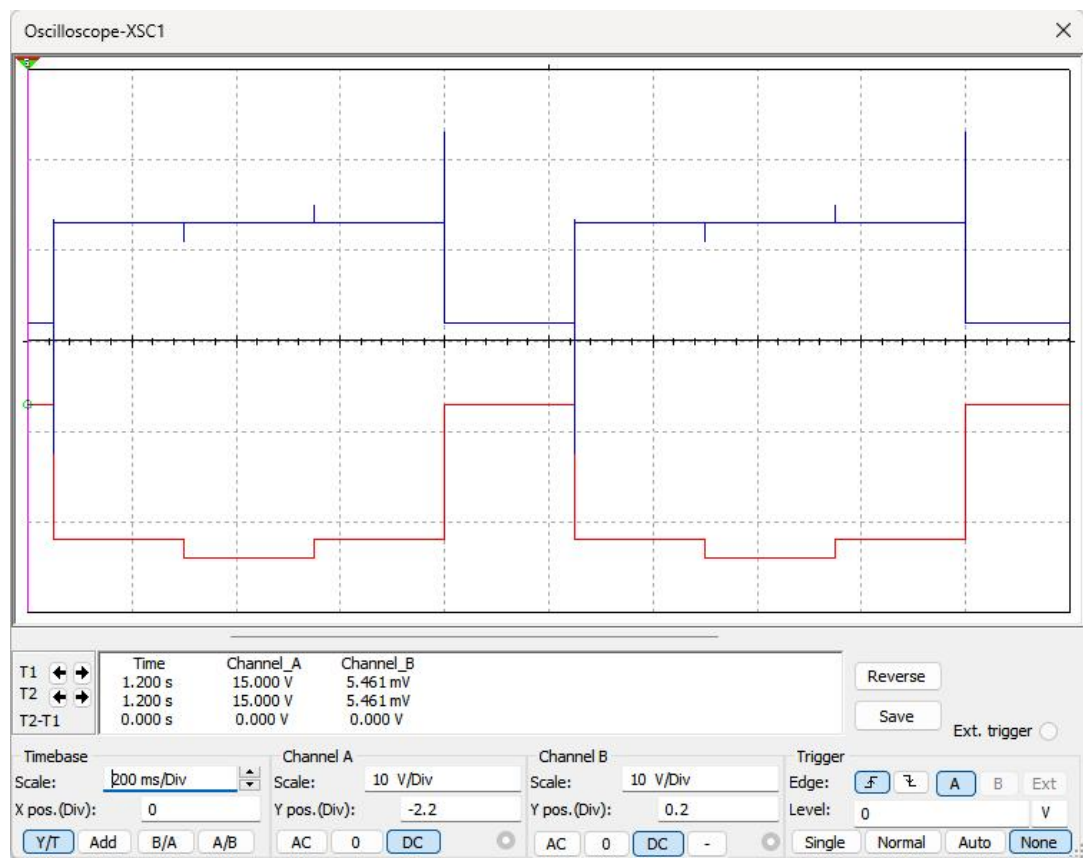 Oscilloscope-XSC1
T1
T2
T2-T1
Time Channel_A Channel_B
1.200 s 15.000 V 5.461 mV
1.200 s 15.000 V 5.461 mV
0.000 s 0.000 V 0.000 V
Reverse
Save
Ext. trigger
Timebase
Scale: 200 ms/Div
X pos.(Div): 0
Y/T Add B/A A/B
Channel A
Scale: 10 V/Div
Y pos.(Div): -2.2
AC 0 DC
Channel B
Scale: 10 V/Div
Y pos.(Div): 0.2
AC 0 DC -
Trigger
Edge: A B Ext
Level: 0 V
Single Normal Auto None